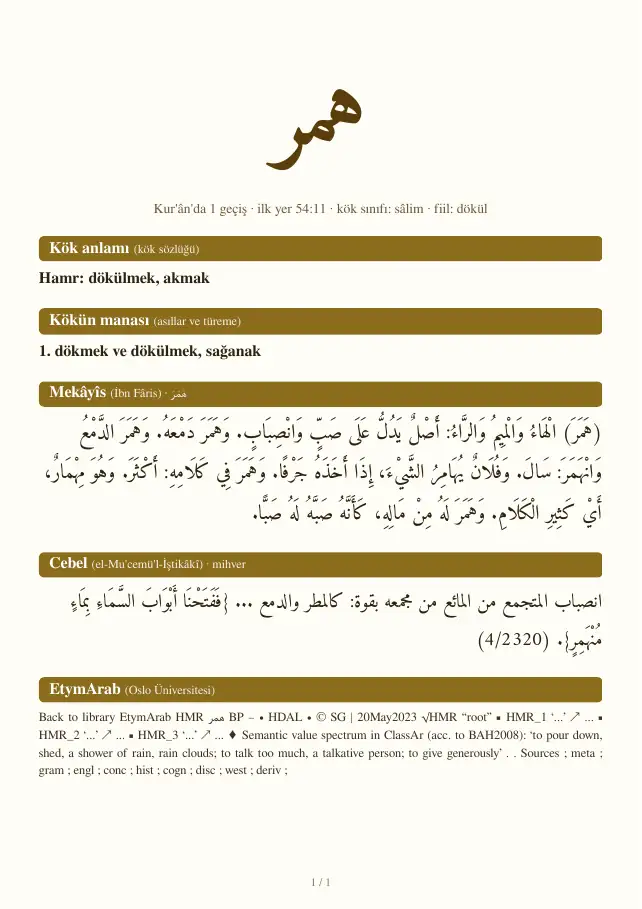 همر
Kur'ân'da 1 geçiş · ilk yer 54:11 · kök sınıfı: sâlim · fiil: dökül
Kök anlamı (kök sözlüğü)
Hamr: dökülmek, akmak
Kökün manası (asıllar ve türeme)
1. dökmek ve dökülmek, sağanak
Mekâyîs (İbn Fâris) · هَمَرَ
(هَمَرَ) الْهَاءُ وَالْمِيمُ وَالرَّاءُ: أَصْلٌ يَدُلُّ عَلَى صَبٍّ وَانْصِبَابٍ. وَهَمَرَ دَمْعَهُ. وَهَمَرَ الدَّمْعُ
وَانْهَمَرَ: سَالَ. وَفُلَانٌ يُهَامِرُ الشَّيْءَ، إِذَا أَخَذَهُ جَرْفًا. وَهَمَرَ فِي كَلَامِهِ: أَكْثَرَ. وَهُوَ مِهْمَارٌ،
أَيْ كَثِيرِ الْكَلَامِ. وَهَمَرَ لَهُ مِنْ مَالِهِ، كَأَنَّهُ صَبَّهُ لَهُ صَبًّا.
Cebel (el-Mu'cemü'l-İştikâkî) · mihver
انصباب المتجمع من المائع من مجمعه بقوة: كالمطر والدمع ... {فَفَتَحْنَا أَبْوَابَ السَّمَاءِ بِمَاءٍ
مُنْهَمِرٍ}. (4/2320)
EtymArab (Oslo Üniversitesi)
Back to library EtymArab HMR همر BP – • HDAL • © SG | 20May2023 √HMR “root” ▪ HMR_1 ‘...’ ↗ ... ▪
HMR_2 ‘...’ ↗ ... ▪ HMR_3 ‘...’ ↗ ... ♦ Semantic value spectrum in ClassAr (acc. to BAH2008): ‘to pour down,
shed, a shower of rain, rain clouds; to talk too much, a talkative person; to give generously’ . . Sources ; meta ;
gram ; engl ; conc ; hist ; cogn ; disc ; west ; deriv ;
1 / 1